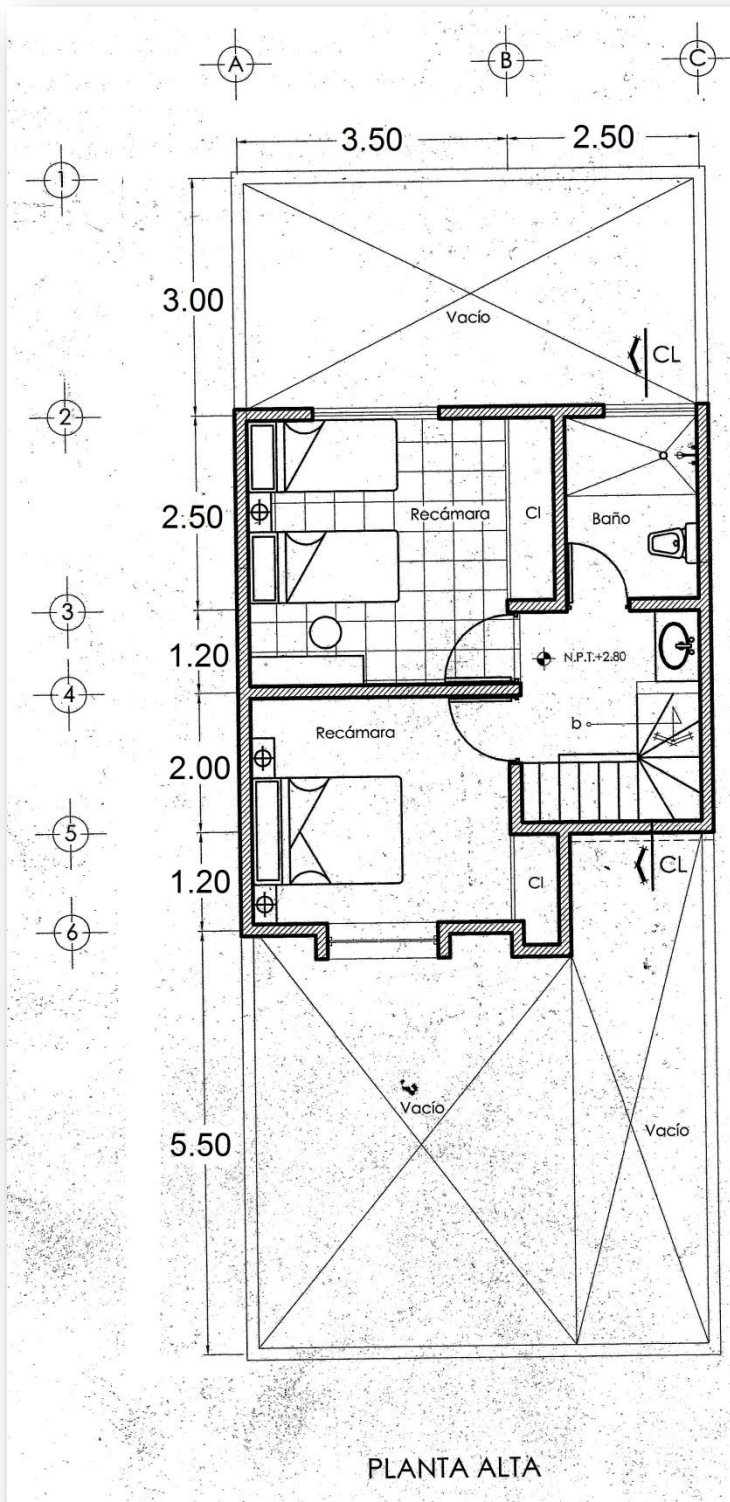 A
B
C
3.50
2.50
1
3.00
Vacío
CL
2
2.50
Recámara
Cl
Baño
3
1.20
N.P.T.+2.80
4
Recámara
b
2.00
5
1.20
Cl
CL
6
Vacío
Vacío
5.50
PLANTA ALTA